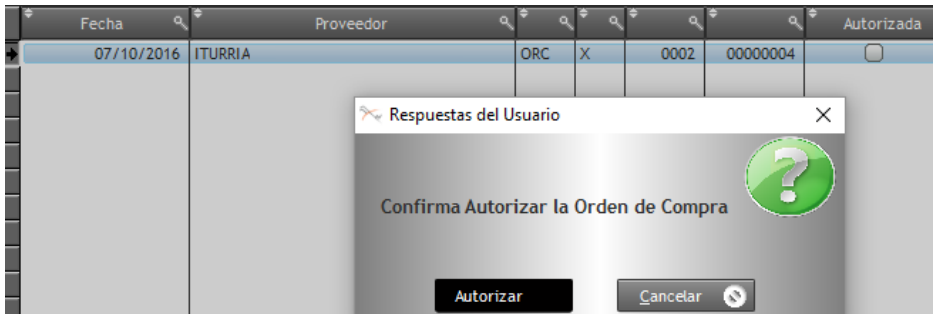 Fecha Proveedor Autorizada
07/10/2016 ITURRIA ORC X 0002 00000004
Respuestas del Usuario
Confirma Autorizar la Orden de Compra
Autorizar Cancelar